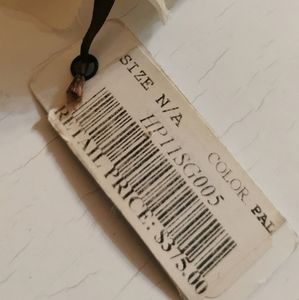 SIZE N/A COLOR PAL
HP11SG005
RETAIL PRICE: $375.00